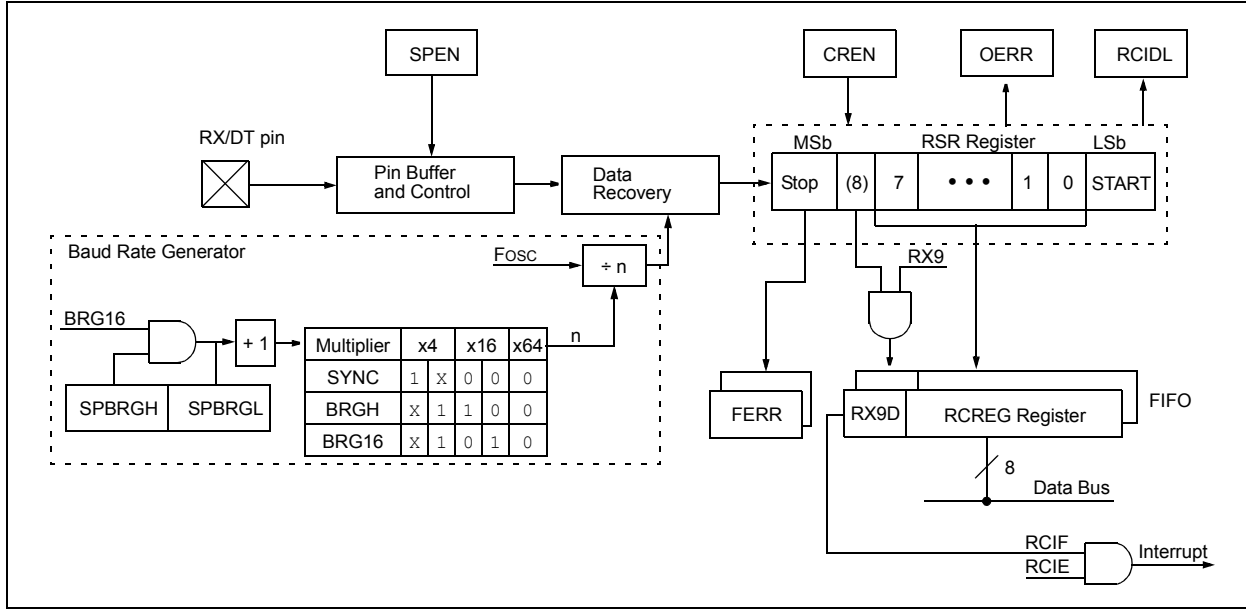 SPEN CREN OERR RCIDL
RX/DT pin
MSb RSR Register LSb
Pin Buffer and Control
Data Recovery
Stop (8) 7 • • • 1 0 START
Baud Rate Generator
FOSC
÷ n
RX9
BRG16
+ 1
n
Multiplier x4 x16 x64
SYNC 1 X 0 0 0
BRGH X 1 1 0 0
BRG16 X 1 0 1 0
SPBRGH SPBRGL
FERR
RX9D RCREG Register
FIFO
8
Data Bus
RCIF
RCIE
Interrupt